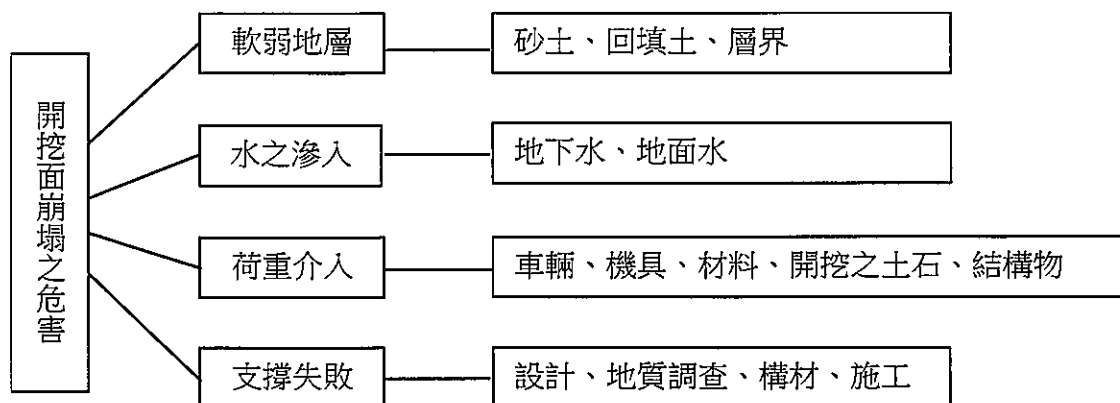 開挖面崩塌之危害
軟弱地層
砂土、回填土、層界
水之滲入
地下水、地面水
荷重介入
車輛、機具、材料、開挖之土石、結構物
支撐失敗
設計、地質調查、構材、施工